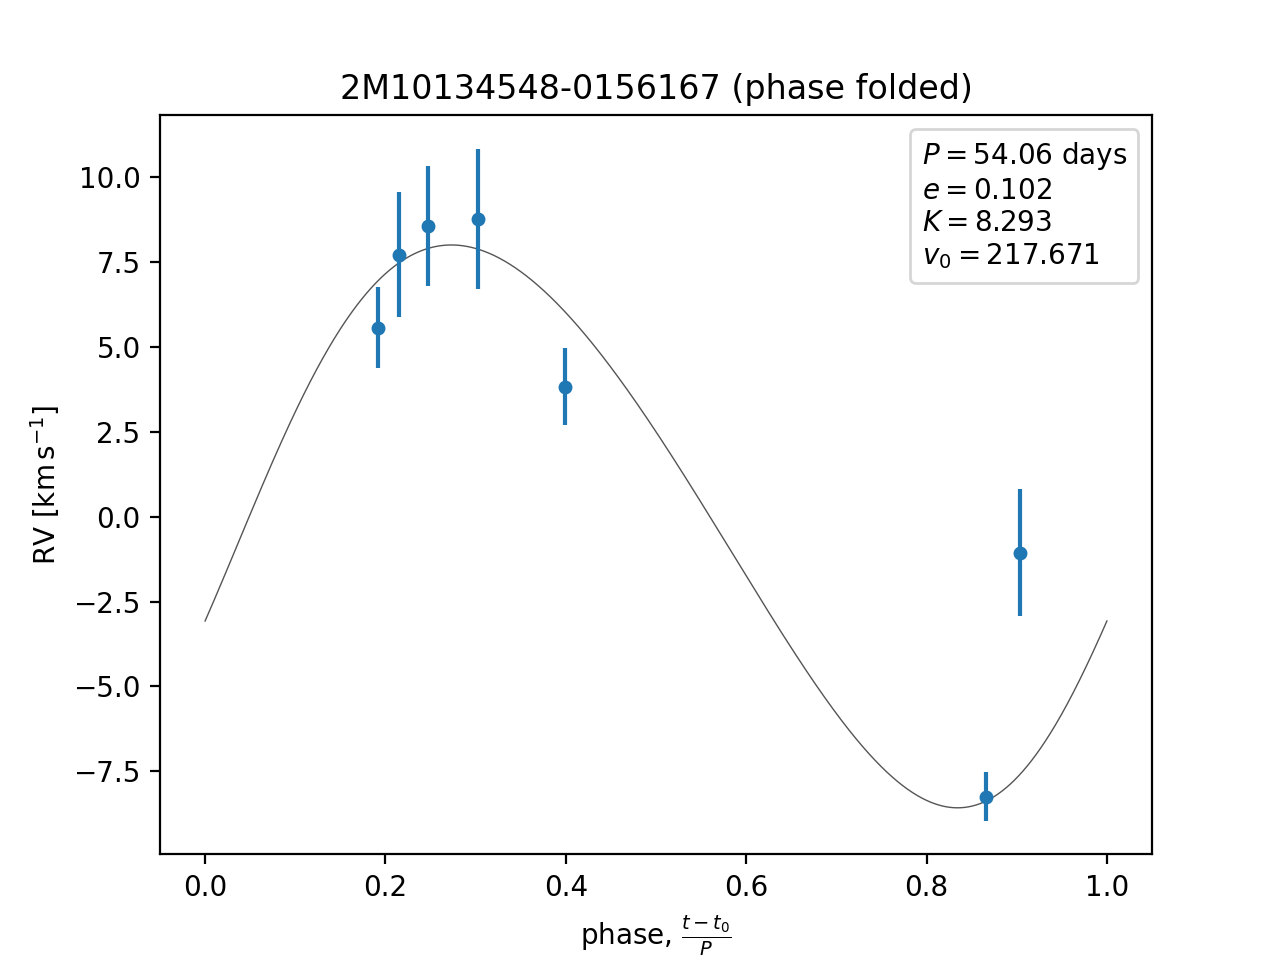 2M10134548-0156167 (phase folded)
P = 54.06 days
e = 0.102
K = 8.293
v₀ = 217.671
10.0
7.5
5.0
2.5
0.0
−2.5
−5.0
−7.5
RV [km s⁻¹]
0.0 0.2 0.4 0.6 0.8 1.0
phase, (t − t₀)/P